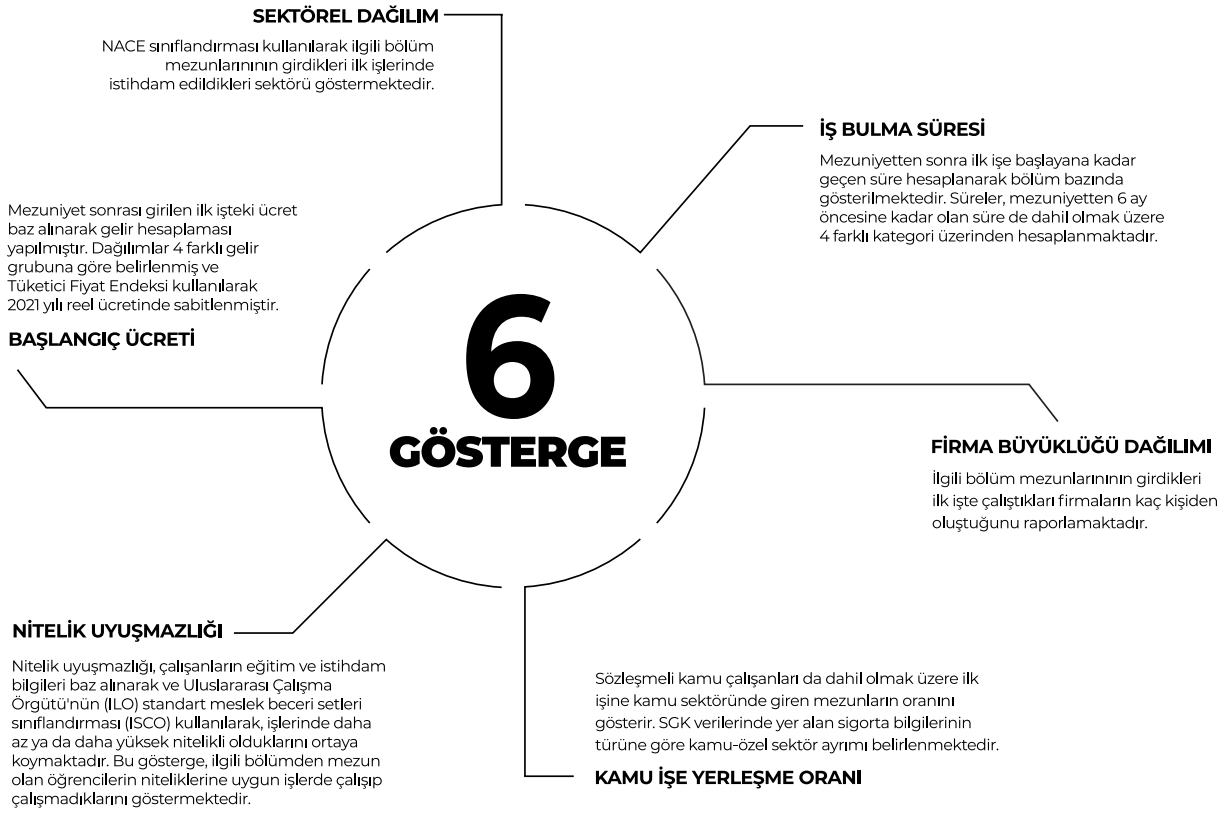 SEKTÖREL DAĞILIM
NACE sınıflandırması kullanılarak ilgili bölüm
mezunlarınının girdikleri ilk işlerinde
istihdam edildikleri sektörü göstermektedir.
İŞ BULMA SÜRESİ
Mezuniyetten sonra ilk işe başlayana kadar
geçen süre hesaplanarak bölüm bazında
gösterilmektedir. Süreler, mezuniyetten 6 ay
öncesine kadar olan süre de dahil olmak üzere
4 farklı kategori üzerinden hesaplanmaktadır.
Mezuniyet sonrası girilen ilk işteki ücret
baz alınarak gelir hesaplaması
yapılmıştır. Dağılımlar 4 farklı gelir
grubuna göre belirlenmiş ve
Tüketici Fiyat Endeksi kullanılarak
2021 yılı reel ücretinde sabitlenmiştir.
BAŞLANGIÇ ÜCRETİ
6
GÖSTERGE
FİRMA BÜYÜKLÜĞÜ DAĞILIMI
İlgili bölüm mezunlarınının girdikleri
ilk işte çalıştıkları firmaların kaç kişiden
oluştuğunu raporlamaktadır.
NİTELİK UYUŞMAZLIĞI
Nitelik uyuşmazlığı, çalışanların eğitim ve istihdam
bilgileri baz alınarak ve Uluslararası Çalışma
Örgütü'nün (ILO) standart meslek beceri setleri
sınıflandırması (ISCO) kullanılarak, işlerinde daha
az ya da daha yüksek nitelikli olduklarını ortaya
koymaktadır. Bu gösterge, ilgili bölümden mezun
olan öğrencilerin niteliklerine uygun işlerde çalışıp
çalışmadıklarını göstermektedir.
Sözleşmeli kamu çalışanları da dahil olmak üzere ilk
işine kamu sektöründe giren mezunların oranını
gösterir. SGK verilerinde yer alan sigorta bilgilerinin
türüne göre kamu-özel sektör ayrımı belirlenmektedir.
KAMU İŞE YERLEŞME ORANI